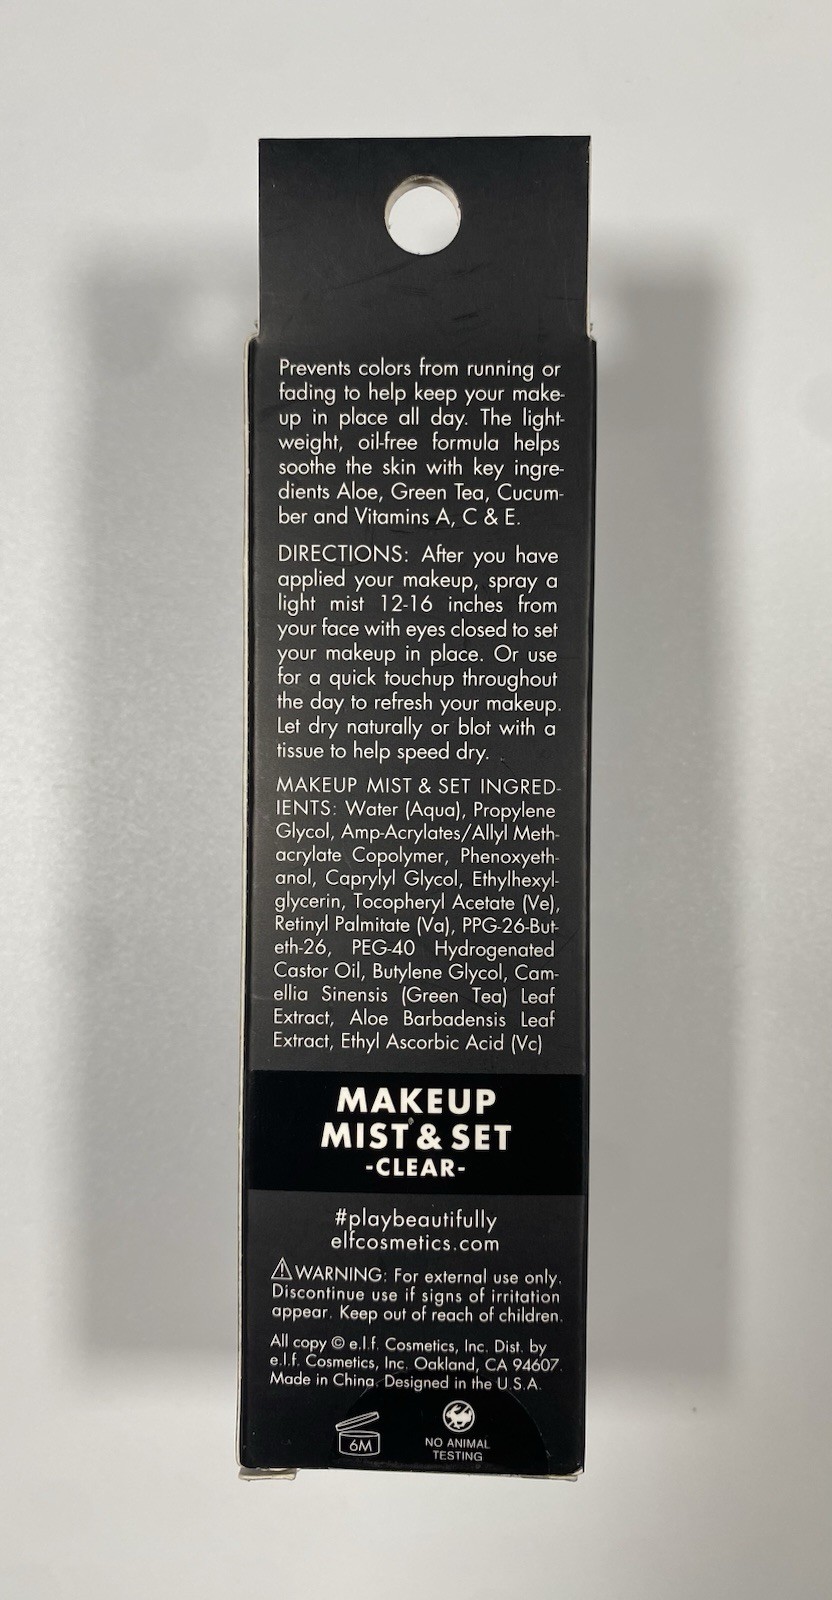 Prevents colors from running or
fading to help keep your make-
up in place all day. The light-
weight, oil-free formula helps
soothe the skin with key ingre-
dients Aloe, Green Tea, Cucum-
ber and Vitamins A, C & E.
DIRECTIONS: After you have
applied your makeup, spray a
light mist 12-16 inches from
your face with eyes closed to set
your makeup in place. Or use
for a quick touchup throughout
the day to refresh your makeup.
Let dry naturally or blot with a
tissue to help speed dry.
MAKEUP MIST & SET INGRED-
IENTS: Water (Aqua), Propylene
Glycol, Amp-Acrylates/Allyl Meth-
acrylate Copolymer, Phenoxyeth-
anol, Caprylyl Glycol, Ethylhexyl-
glycerin, Tocopheryl Acetate (Ve),
Retinyl Palmitate (Va), PPG-26-But-
eth-26, PEG-40 Hydrogenated
Castor Oil, Butylene Glycol, Cam-
ellia Sinensis (Green Tea) Leaf
Extract, Aloe Barbadensis Leaf
Extract, Ethyl Ascorbic Acid (Vc)
MAKEUP
MIST & SET
-CLEAR-
#playbeautifully
elfcosmetics.com
WARNING: For external use only.
Discontinue use if signs of irritation
appear. Keep out of reach of children.
All copy © e.l.f. Cosmetics, Inc. Dist. by
e.l.f. Cosmetics, Inc. Oakland, CA 94607.
Made in China. Designed in the U.S.A.
6M
NO ANIMAL
TESTING